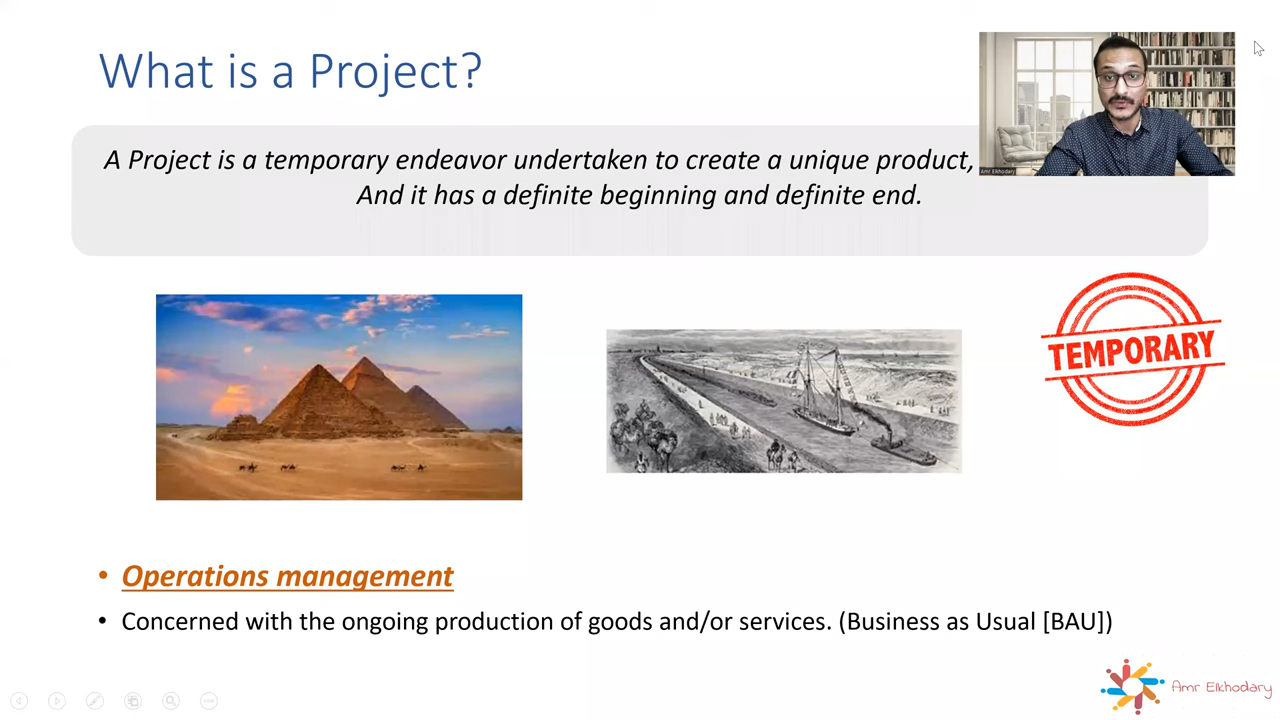 What is a Project?
A Project is a temporary endeavor undertaken to create a unique product,
And it has a definite beginning and definite end.
Amr Elkhodary
TEMPORARY
• Operations management
• Concerned with the ongoing production of goods and/or services. (Business as Usual [BAU])
Amr Elkhodary